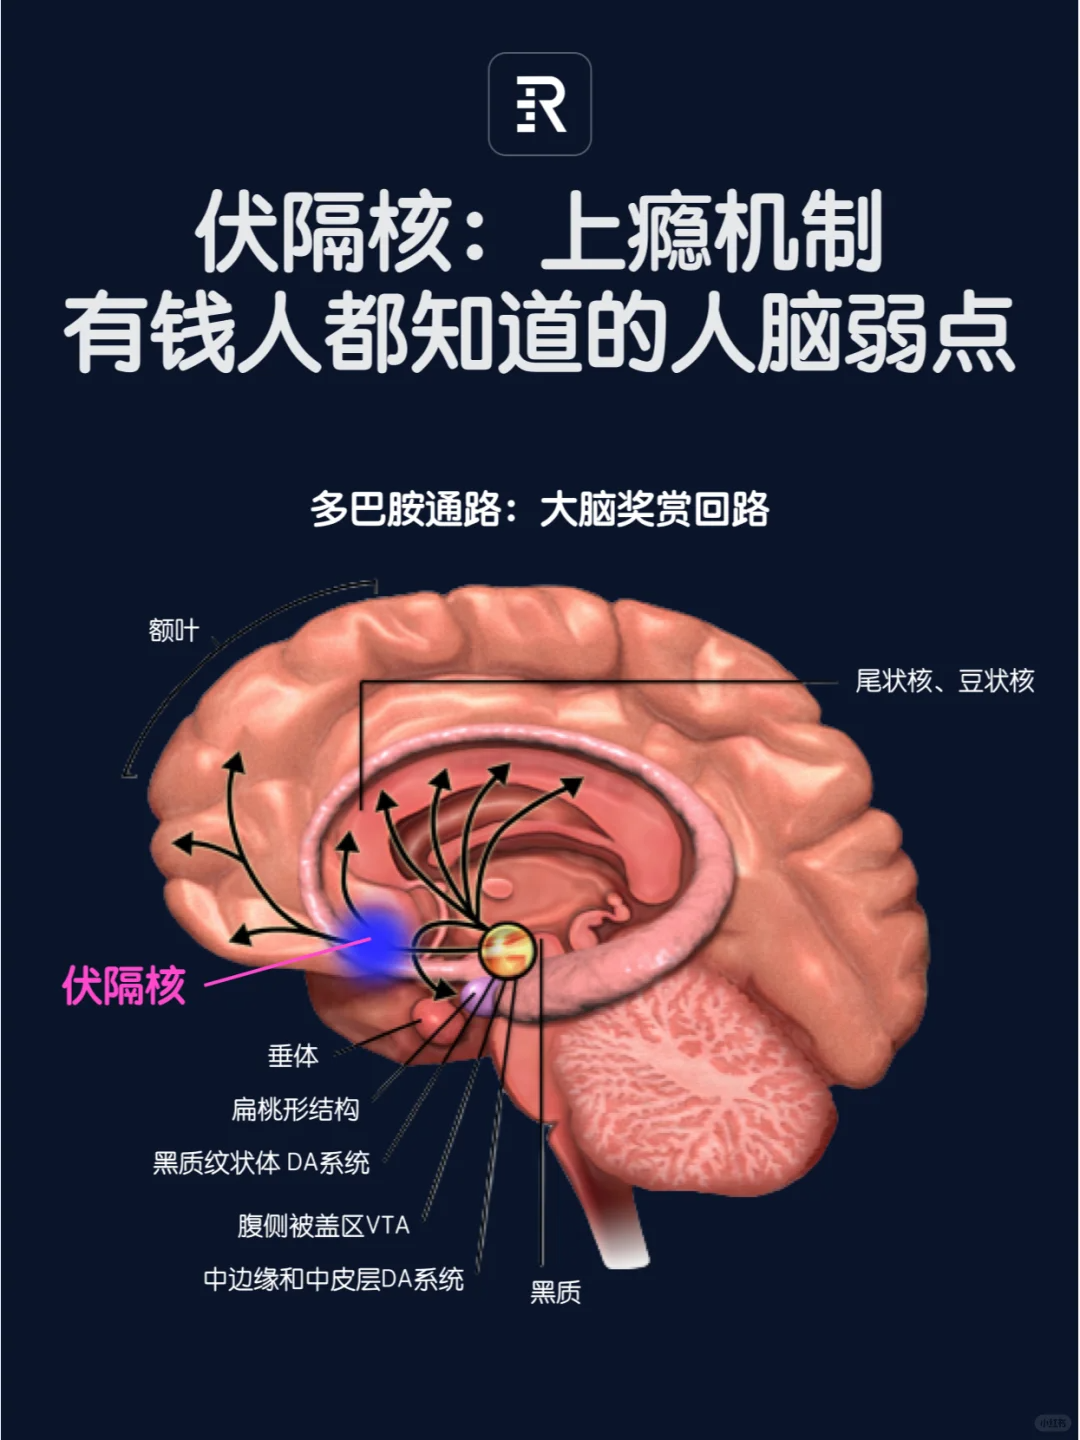 R
伏隔核：上瘾机制
有钱人都知道的人脑弱点
多巴胺通路：大脑奖赏回路
额叶
尾状核、豆状核
伏隔核
垂体
扁桃形结构
黑质纹状体 DA系统
腹侧被盖区VTA
中边缘和中皮层DA系统
黑质
小红书